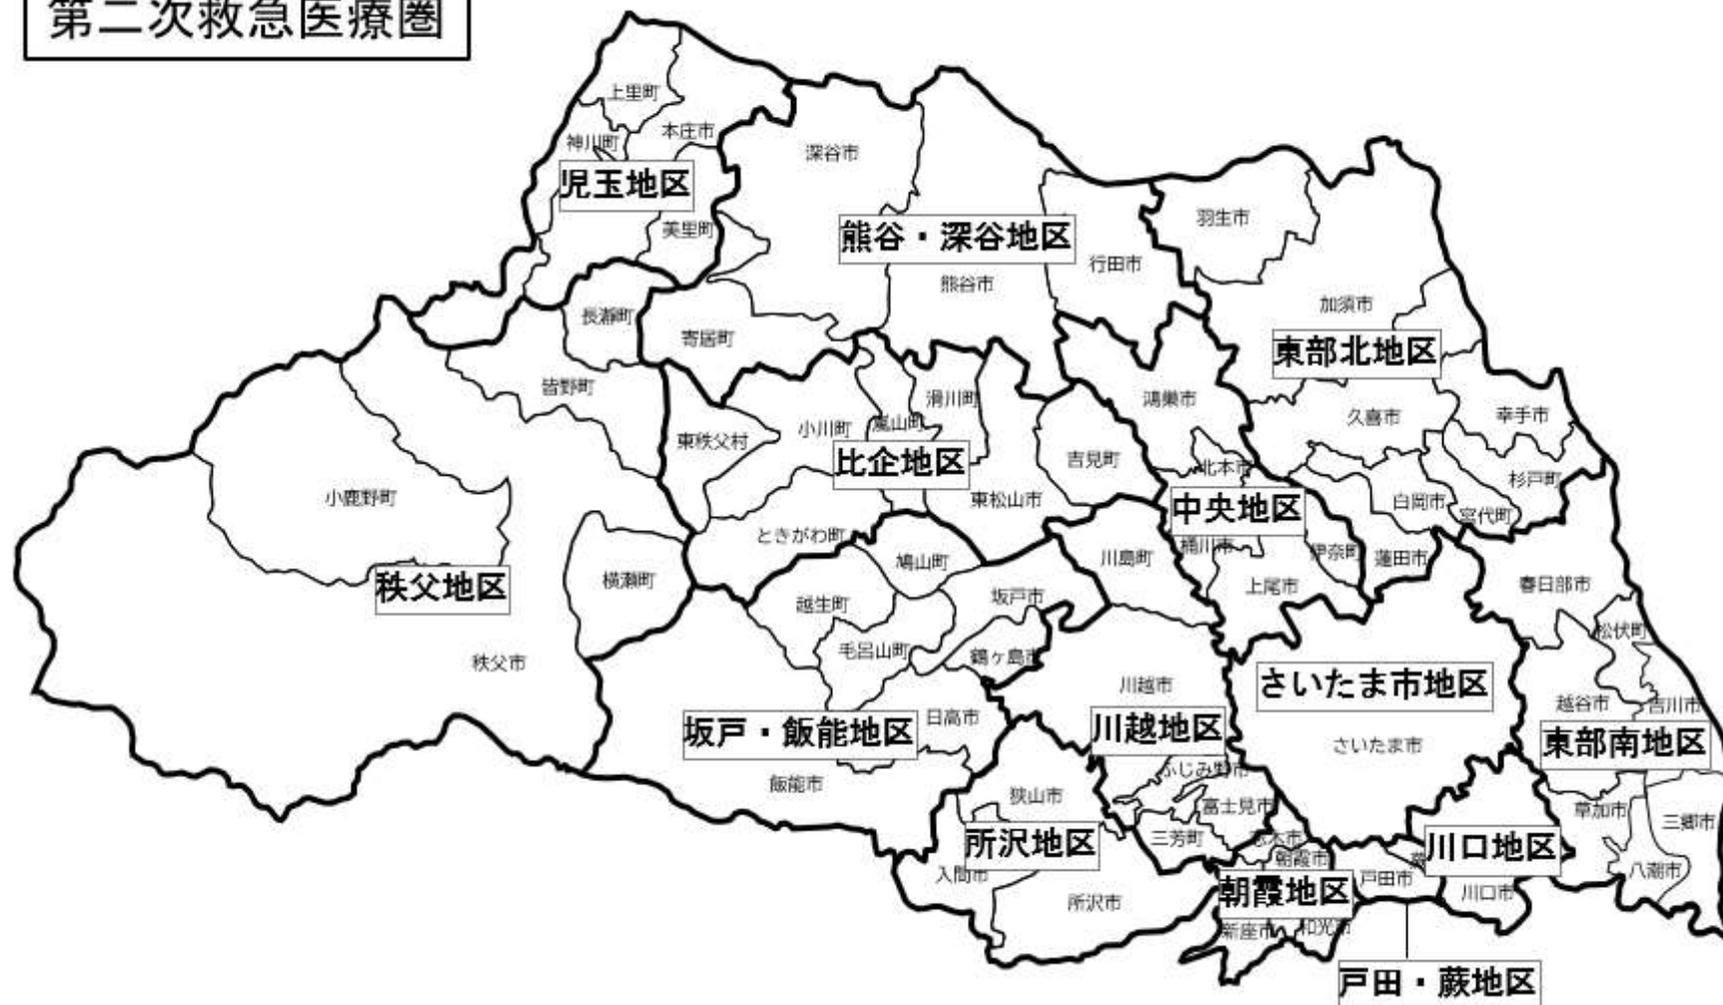 第二次救急医療圏
上里町
本庄市
神川町
児玉地区
美里町
深谷市
熊谷・深谷地区
熊谷市
行田市
羽生市
加須市
東部北地区
長瀞町
寄居町
皆野町
東秩父村
小川町
嵐山町
滑川町
比企地区
東松山市
吉見町
ときがわ町
鴻巣市
北本市
中央地区
桶川市
上尾市
伊奈町
久喜市
幸手市
杉戸町
白岡市
宮代町
蓮田市
小鹿野町
秩父地区
横瀬町
秩父市
鳩山町
越生町
毛呂山町
坂戸市
鶴ヶ島市
日高市
坂戸・飯能地区
飯能市
川島町
川越市
川越地区
ふじみ野市
富士見市
三芳町
さいたま市地区
さいたま市
春日部市
松伏町
越谷市
吉川市
東部南地区
草加市
三郷市
八潮市
狭山市
所沢地区
入間市
所沢市
志木市
朝霞市
朝霞地区
新座市
和光市
戸田市
蕨
川口地区
川口市
戸田・蕨地区